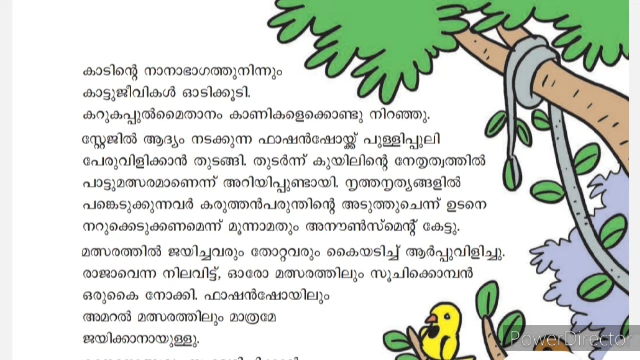 കാടിന്റെ നാനാഭാഗത്തുനിന്നും
കാട്ടുജീവികൾ ഓടിക്കൂടി.
കറുകപ്പുൽമൈതാനം കാണികളെക്കൊണ്ടു നിറഞ്ഞു.
സ്റ്റേജിൽ ആദ്യം നടക്കുന്ന ഫാഷൻഷോയ്ക്ക് പുള്ളിപ്പുലി
പേരുവിളിക്കാൻ തുടങ്ങി. തുടർന്ന് കുയിലിന്റെ നേതൃത്വത്തിൽ
പാട്ടുമത്സരമാണെന്ന് അറിയിപ്പുണ്ടായി. നൃത്തനൃത്യങ്ങളിൽ
പങ്കെടുക്കുന്നവർ കരുത്തൻപരുന്തിന്റെ അടുത്തുചെന്ന് ഉടനെ
നറുക്കെടുക്കണമെന്ന് മൂന്നാമതും അനൗൺസ്മെന്റ് കേട്ടു.
മത്സരത്തിൽ ജയിച്ചവരും തോറ്റവരും കൈയടിച്ച് ആർപ്പുവിളിച്ചു.
രാജാവെന്ന നിലവിട്ട്, ഓരോ മത്സരത്തിലും സൂചിക്കൊമ്പൻ
ഒരുകൈ നോക്കി. ഫാഷൻഷോയിലും
അമറൽ മത്സരത്തിലും മാത്രമേ
ജയിക്കാനായുള്ളു.
PowerDirector